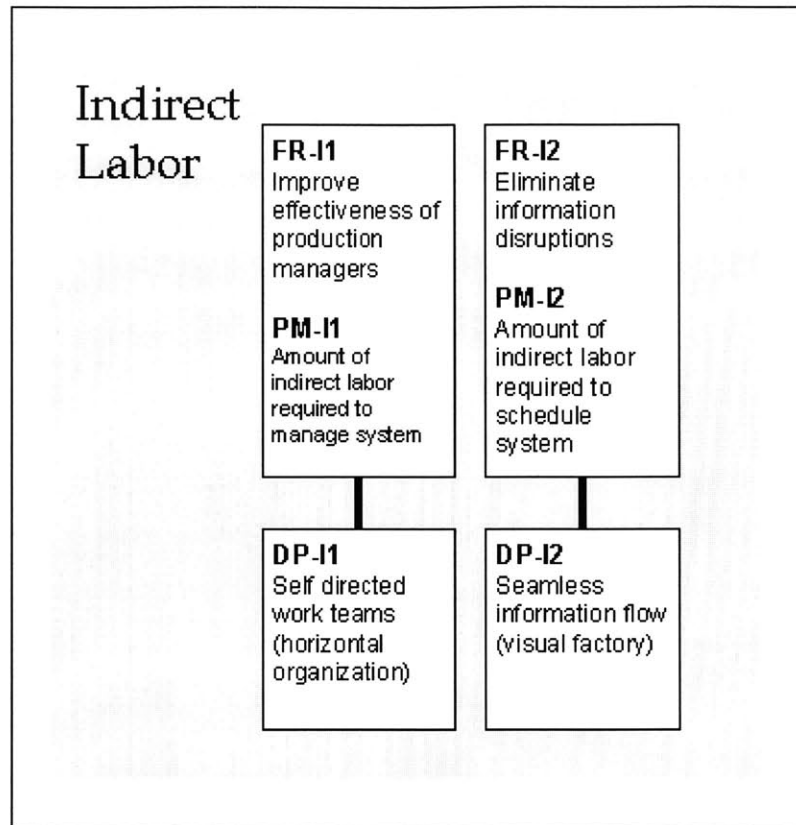 Indirect
Labor
FR-I1
Improve
effectiveness of
production
managers
PM-I1
Amount of
indirect labor
required to
manage system
FR-I2
Eliminate
information
disruptions
PM-I2
Amount of
indirect labor
required to
schedule
system
DP-I1
Self directed
work teams
(horizontal
organization)
DP-I2
Seamless
information flow
(visual factory)